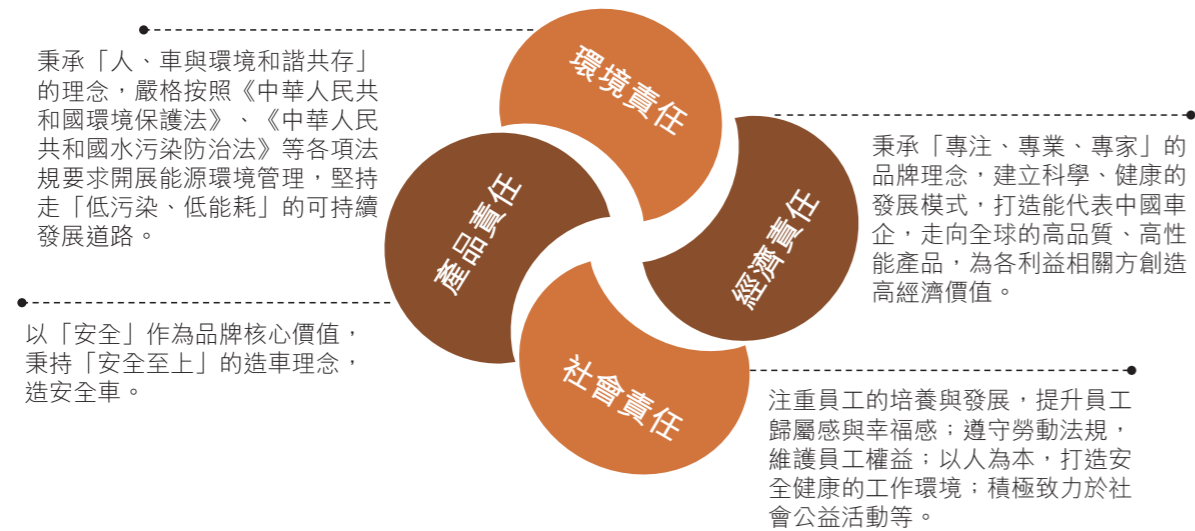 環境責任
秉承「人、車與環境和諧共存」
的理念，嚴格按照《中華人民共
和國環境保護法》、《中華人民
共和國水污染防治法》等各項法
規要求開展能源環境管理，堅持
走「低污染、低能耗」的可持續
發展道路。
經濟責任
秉承「專注、專業、專家」的
品牌理念，建立科學、健康的
發展模式，打造能代表中國車
企，走向全球的高品質、高性
能產品，為各利益相關方創造
高經濟價值。
產品責任
以「安全」作為品牌核心價值，
秉持「安全至上」的造車理念，
造安全車。
社會責任
注重員工的培養與發展，提升員工
歸屬感與幸福感；遵守勞動法規，
維護員工權益；以人為本，打造安
全健康的工作環境；積極致力於社
會公益活動等。